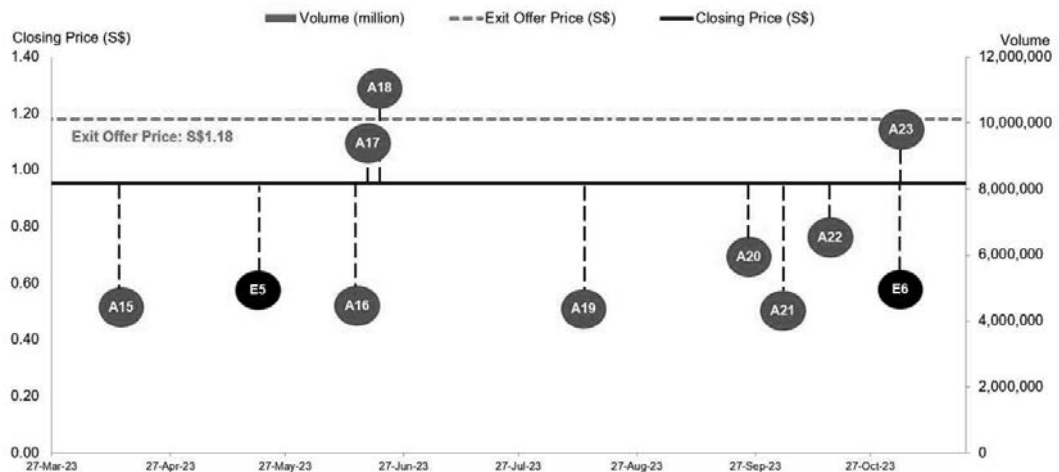 Volume (million) Exit Offer Price (S$) Closing Price (S$)
Closing Price (S$) Volume
1.40 12,000,000
A18
1.20
A23
10,000,000
Exit Offer Price: S$1.18
A17
1.00
8,000,000
0.80
A22
A20
6,000,000
0.60
E5 E6
A15 A16 A19 A21
4,000,000
0.40
0.20
2,000,000
0.00 0
27-Mar-23 27-Apr-23 27-May-23 27-Jun-23 27-Jul-23 27-Aug-23 27-Sep-23 27-Oct-23